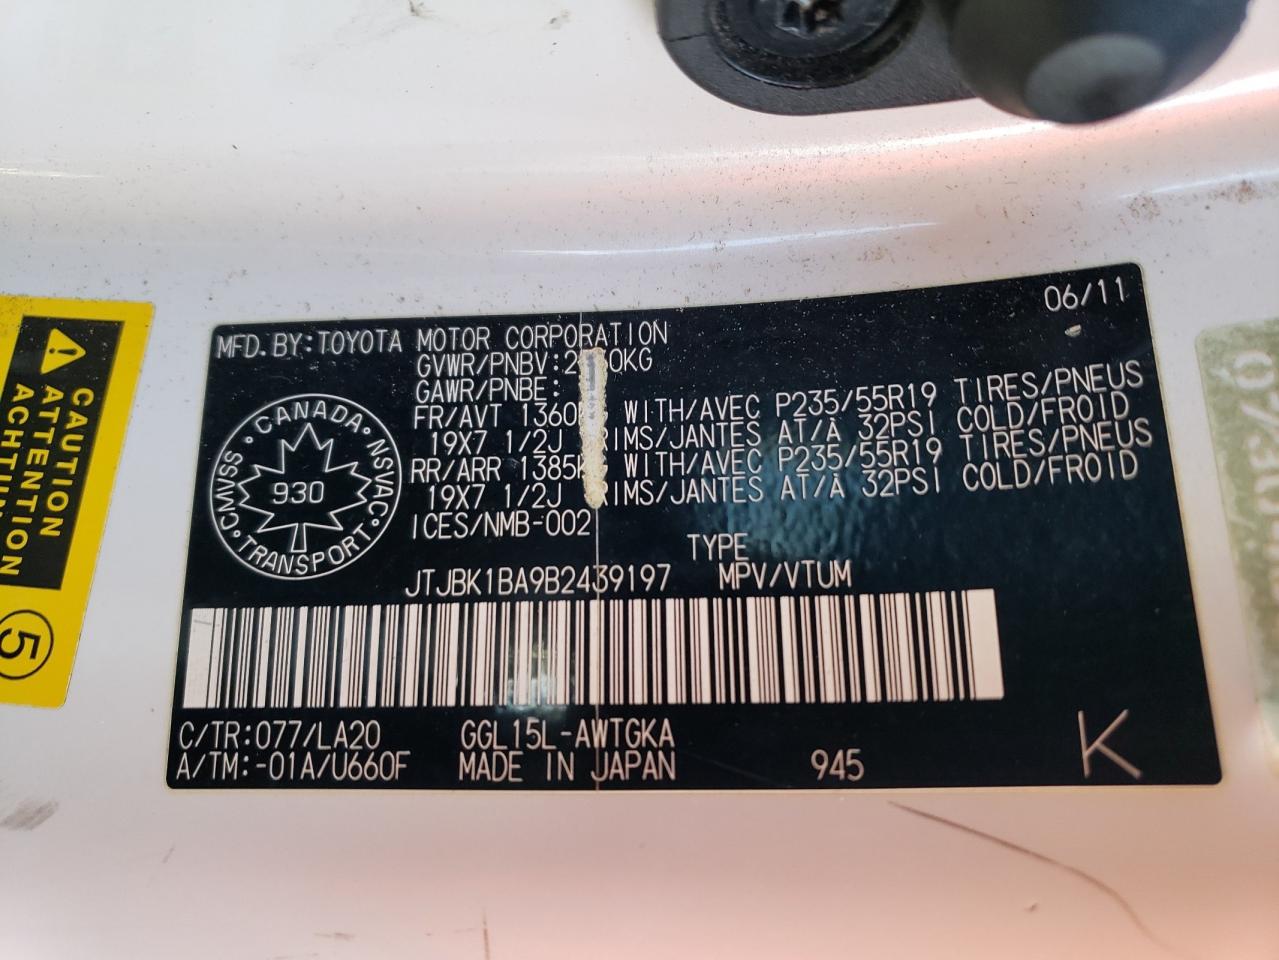 06/11
MFD.BY:TOYOTA MOTOR CORPORATION
GVWR/PNBV:
GAWR/PNBE:
FR/AVT 1360 WITH/AVEC P235/55R19 TIRES/PNEUS
19X7 1/2J RIMS/JANTES AT/À 32PSI COLD/FROID
RR/ARR 1385K WITH/AVEC P235/55R19 TIRES/PNEUS
19X7 1/2J RIMS/JANTES AT/À 32PSI COLD/FROID
ICES/NMB-002
CANADA · NSVAC · TRANSPORT · CMVSS
930
TYPE
JTJBK1BA9B2439197 MPV/VTUM
C/TR:077/LA20 GGL15L-AWTGKA
A/TM:-01A/U660F MADE IN JAPAN 945
K
CAUTION
ATTENTION
5